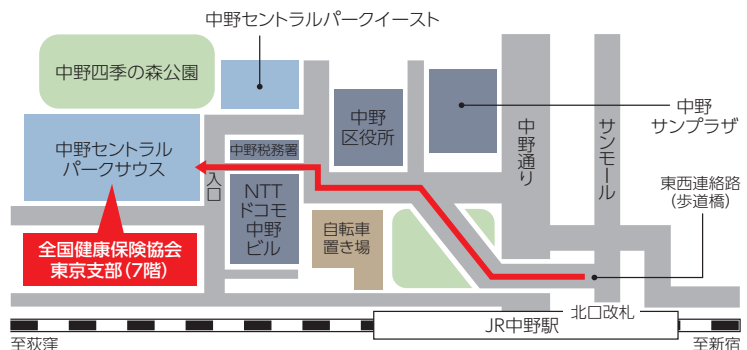 中野セントラルパークイースト
中野四季の森公園
中野セントラル
パークサウス
中野税務署
中野
区役所
中野
サンプラザ
中野通り
サンモール
入口
NTT
ドコモ
中野
ビル
自転車
置き場
東西連絡路
(歩道橋)
全国健康保険協会
東京支部(7階)
北口改札
JR中野駅
至荻窪
至新宿